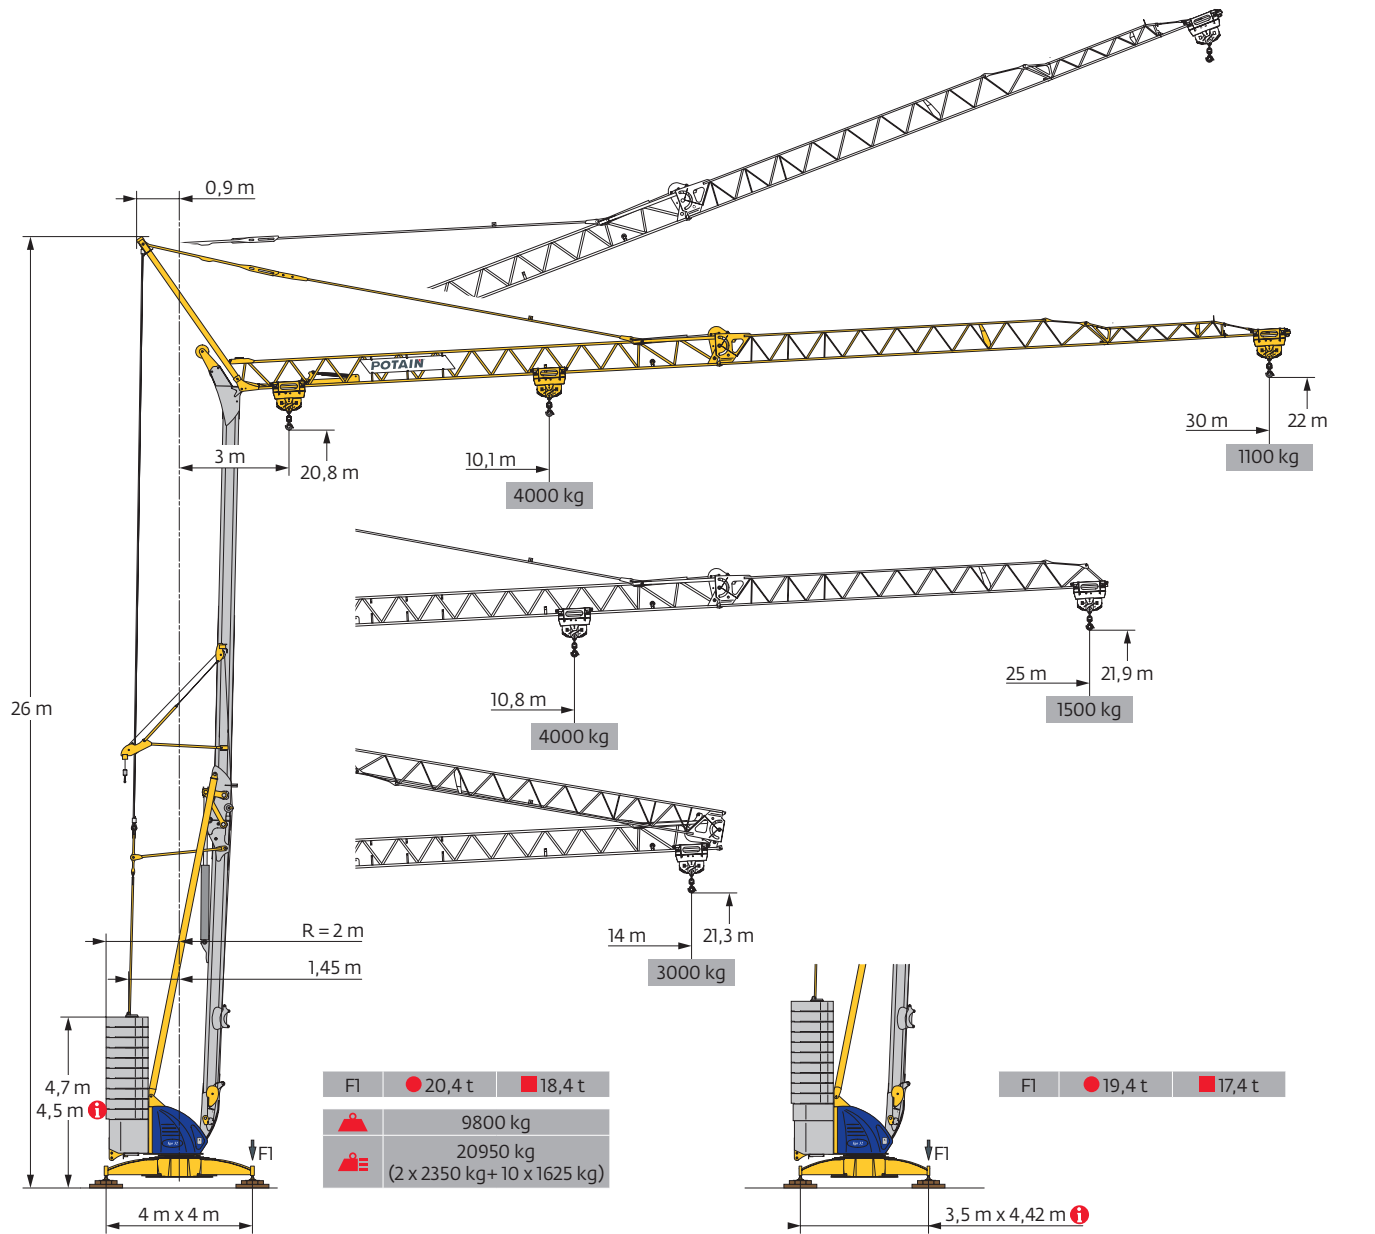 0,9 m
POTAIN
30 m
22 m
1100 kg
3 m
20,8 m
10,1 m
4000 kg
25 m
21,9 m
1500 kg
10,8 m
4000 kg
26 m
R = 2 m
1,45 m
14 m
21,3 m
3000 kg
4,7 m
4,5 m i
F1 20,4 t 18,4 t
9800 kg
20950 kg
(2 x 2350 kg+ 10 x 1625 kg)
F1
4 m x 4 m
F1 19,4 t 17,4 t
F1
3,5 m x 4,42 m i